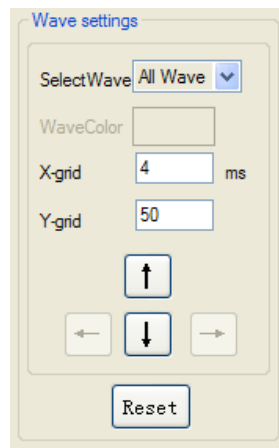 Wave settings
SelectWave All Wave
WaveColor
X-grid 4 ms
Y-grid 50
Reset